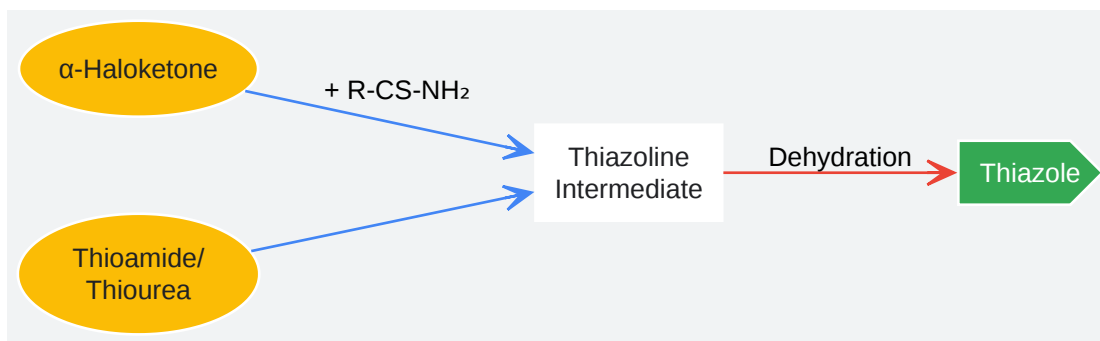 α-Haloketone
+ R-CS-NH₂
Thioamide/
Thiourea
Thiazoline
Intermediate
Dehydration
Thiazole